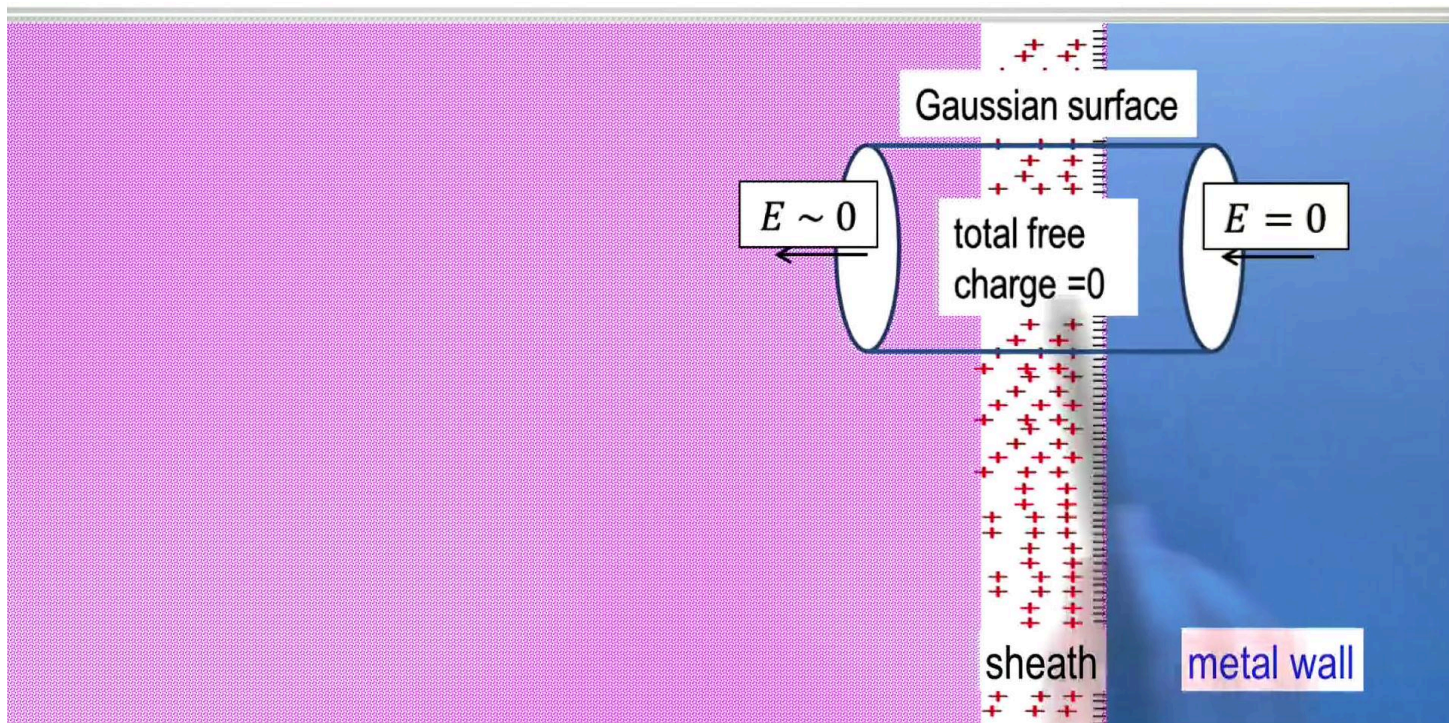 Gaussian surface
E ~ 0
E = 0
total free
charge =0
sheath
metal wall